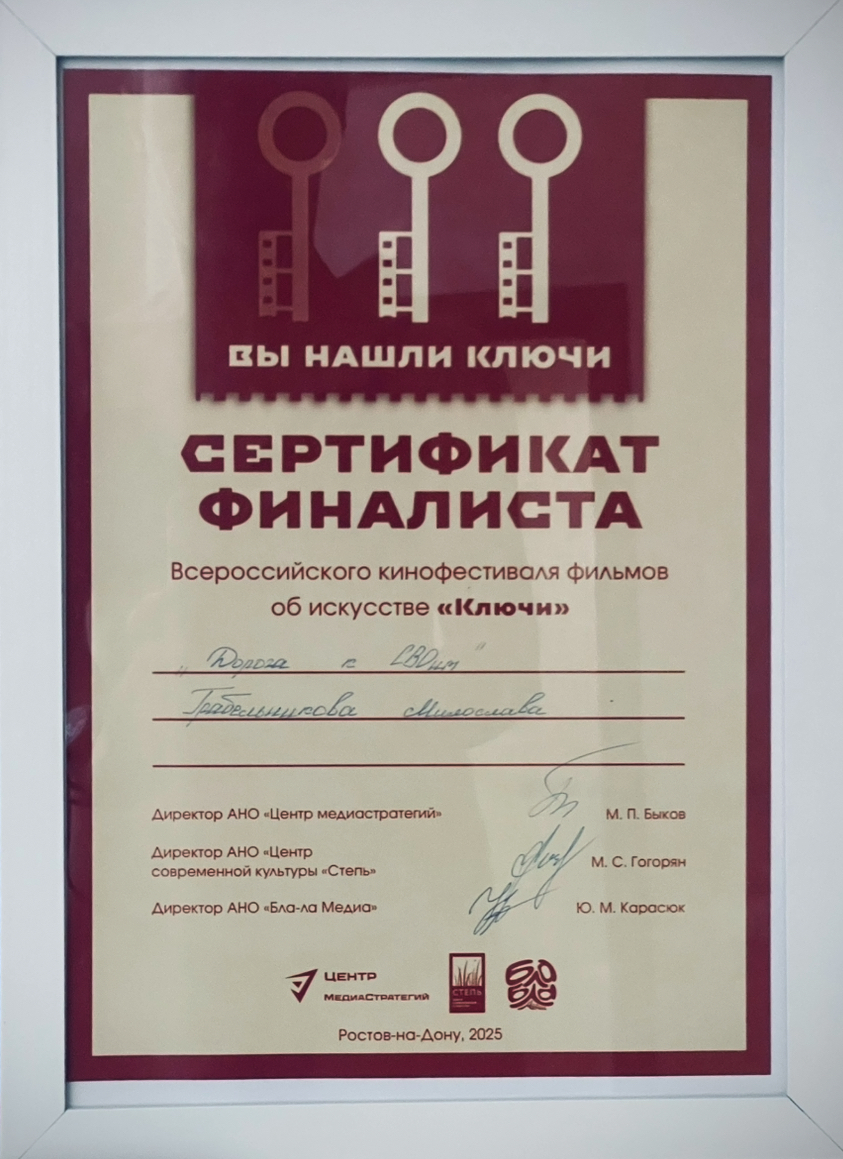 ВЫ НАШЛИ КЛЮЧИ
СЕРТИФИКАТ
ФИНАЛИСТА
Всероссийского кинофестиваля фильмов
об искусстве «Ключи»
„Дорога к СВОим"
Грабельникова Милослава
Директор АНО «Центр медиастратегий» М. П. Быков
Директор АНО «Центр
современной культуры «Степь» М. С. Гогорян
Директор АНО «Бла-ла Медиа» Ю. М. Карасюк
ЦЕНТР
МЕДИАСТРАТЕГИЙ
СТЕПЬ
Ростов-на-Дону, 2025